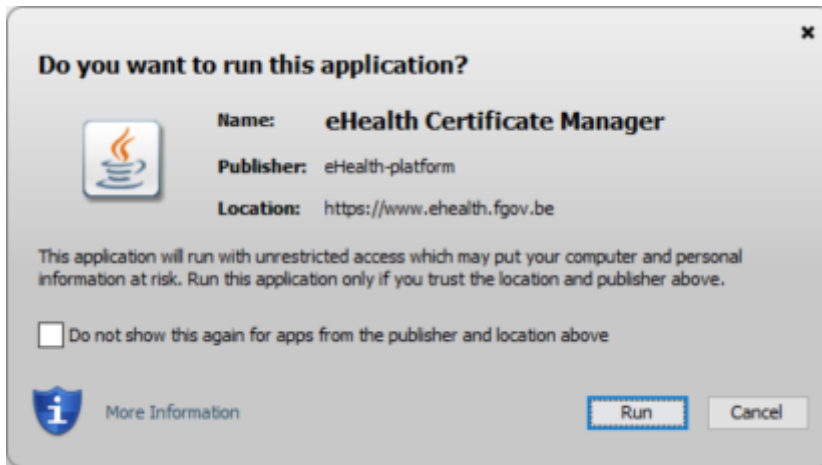 Do you want to run this application?
Name: eHealth Certificate Manager
Publisher: eHealth-platform
Location: https://www.ehealth.fgov.be
This application will run with unrestricted access which may put your computer and personal
information at risk. Run this application only if you trust the location and publisher above.
Do not show this again for apps from the publisher and location above
More Information
Run
Cancel